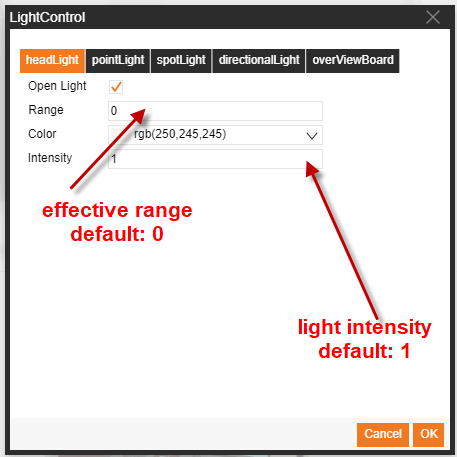 LightControl
headLight pointLight spotLight directionalLight overViewBoard
Open Light
Range 0
Color rgb(250,245,245)
Intensity 1
effective range
default: 0
light intensity
default: 1
Cancel OK